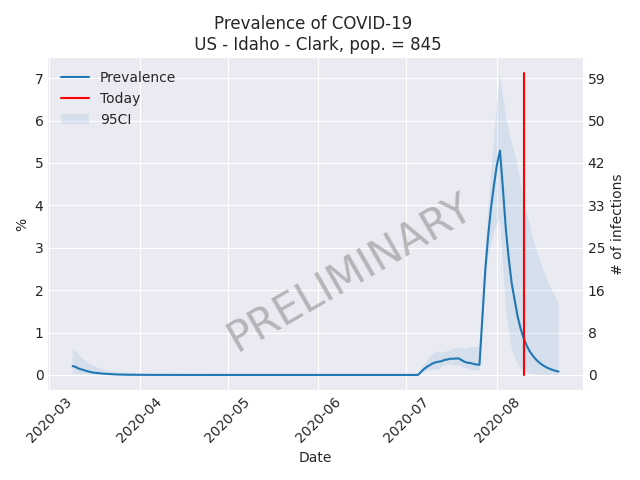 Prevalence of COVID-19
US - Idaho - Clark, pop. = 845
Prevalence
Today
95CI
7
6
5
4
3
2
1
0
%
59
50
42
33
25
16
8
0
# of infections
PRELIMINARY
2020-03
2020-04
2020-05
2020-06
2020-07
2020-08
Date